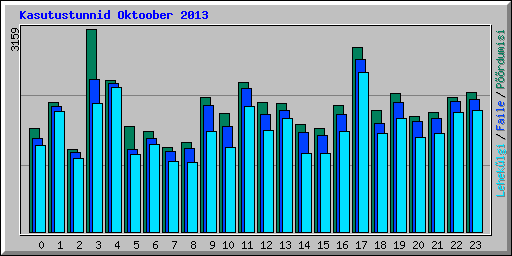 Kasutustunnid Oktoober 2013
3159
0 1 2 3 4 5 6 7 8 9 10 11 12 13 14 15 16 17 18 19 20 21 22 23
Lehekülgi / Faile / Pöördumisi